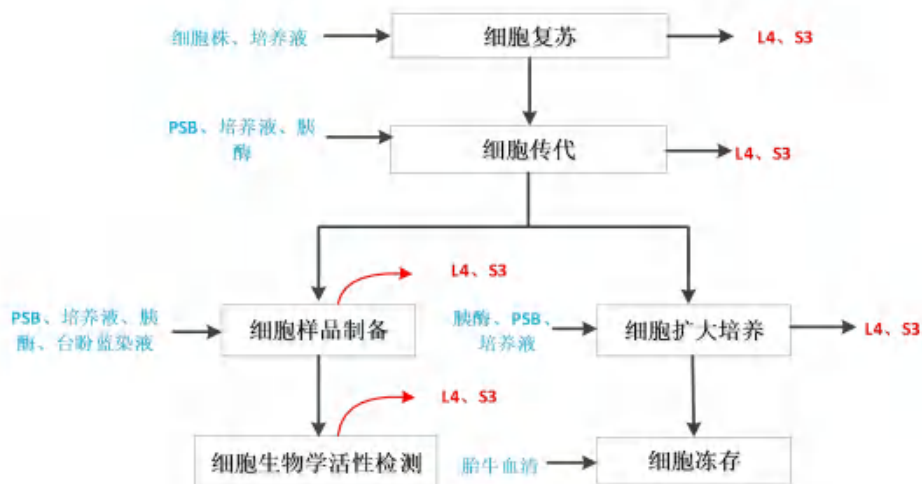 细胞株、培养液
细胞复苏
L4、S3
PSB、培养液、胰
酶
细胞传代
L4、S3
L4、S3
PSB、培养液、胰
酶、台盼蓝染液
细胞样品制备
胰酶、PSB、
培养液
细胞扩大培养
L4、S3
L4、S3
细胞生物学活性检测
胎牛血清
细胞冻存